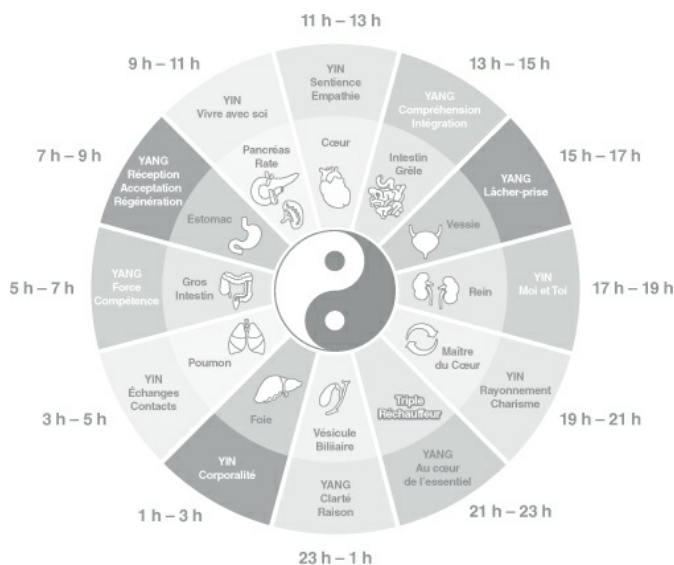 11 h – 13 h
YIN
Sentience
Empathie
Cœur
13 h – 15 h
YANG
Compréhension
Intégration
Intestin
Grêle
15 h – 17 h
YANG
Lâcher-prise
Vessie
17 h – 19 h
YIN
Moi et Toi
Rein
19 h – 21 h
YIN
Rayonnement
Charisme
Maître
du Cœur
21 h – 23 h
YANG
Au cœur
de l'essentiel
Triple
Réchauffeur
23 h – 1 h
YANG
Clarté
Raison
Vésicule
Biliiaire
1 h – 3 h
YIN
Corporalité
Foie
3 h – 5 h
YIN
Échanges
Contacts
Poumon
5 h – 7 h
YANG
Force
Compétence
Gros
Intestin
7 h – 9 h
YANG
Réception
Acceptation
Régénération
Estomac
9 h – 11 h
YIN
Vivre avec soi
Pancréas
Rate